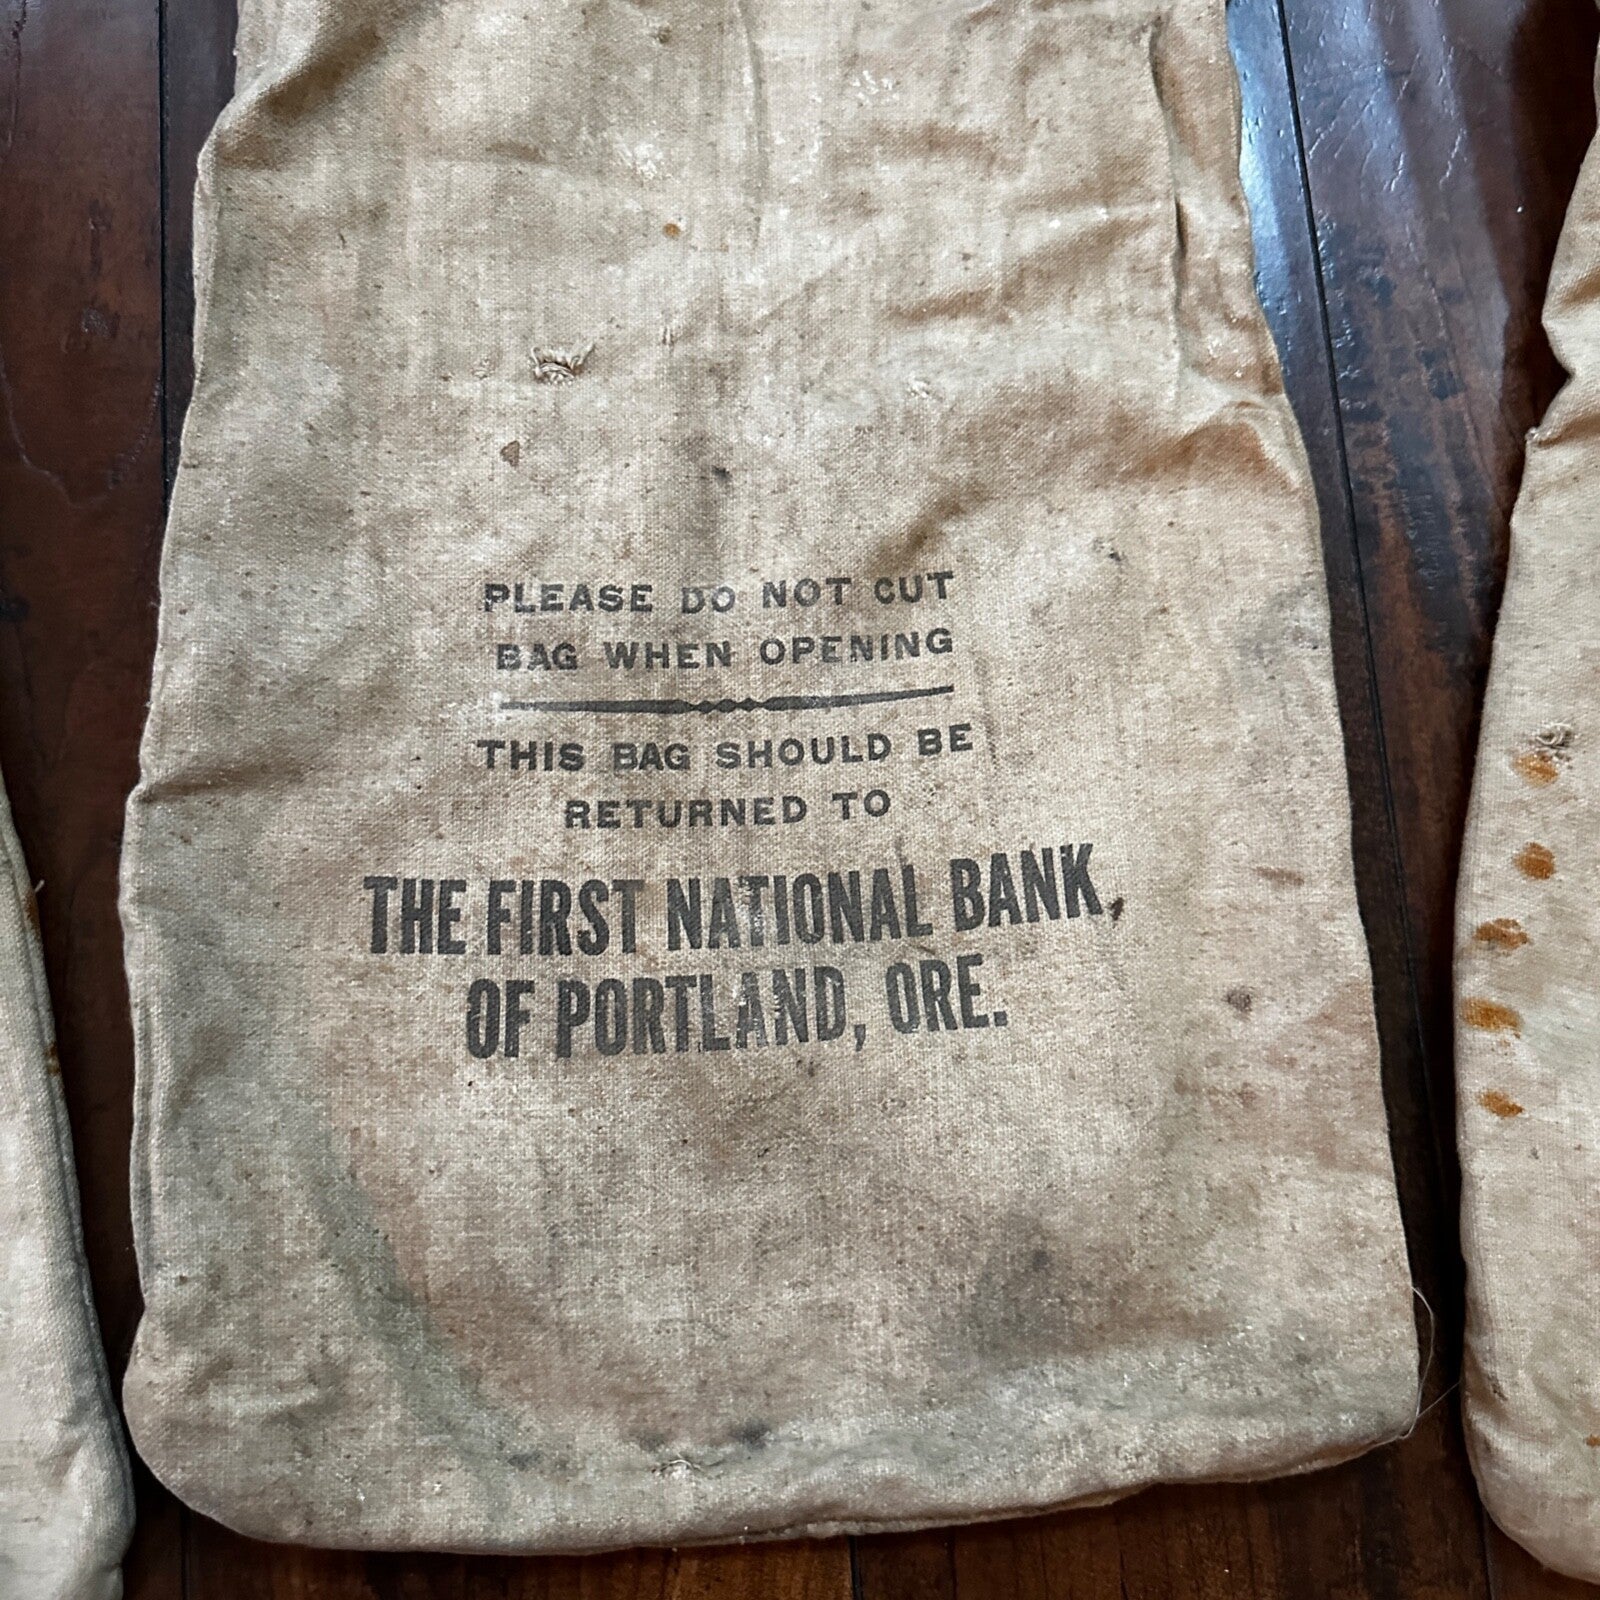 PLEASE DO NOT CUT
BAG WHEN OPENING
THIS BAG SHOULD BE
RETURNED TO
THE FIRST NATIONAL BANK,
OF PORTLAND, ORE.